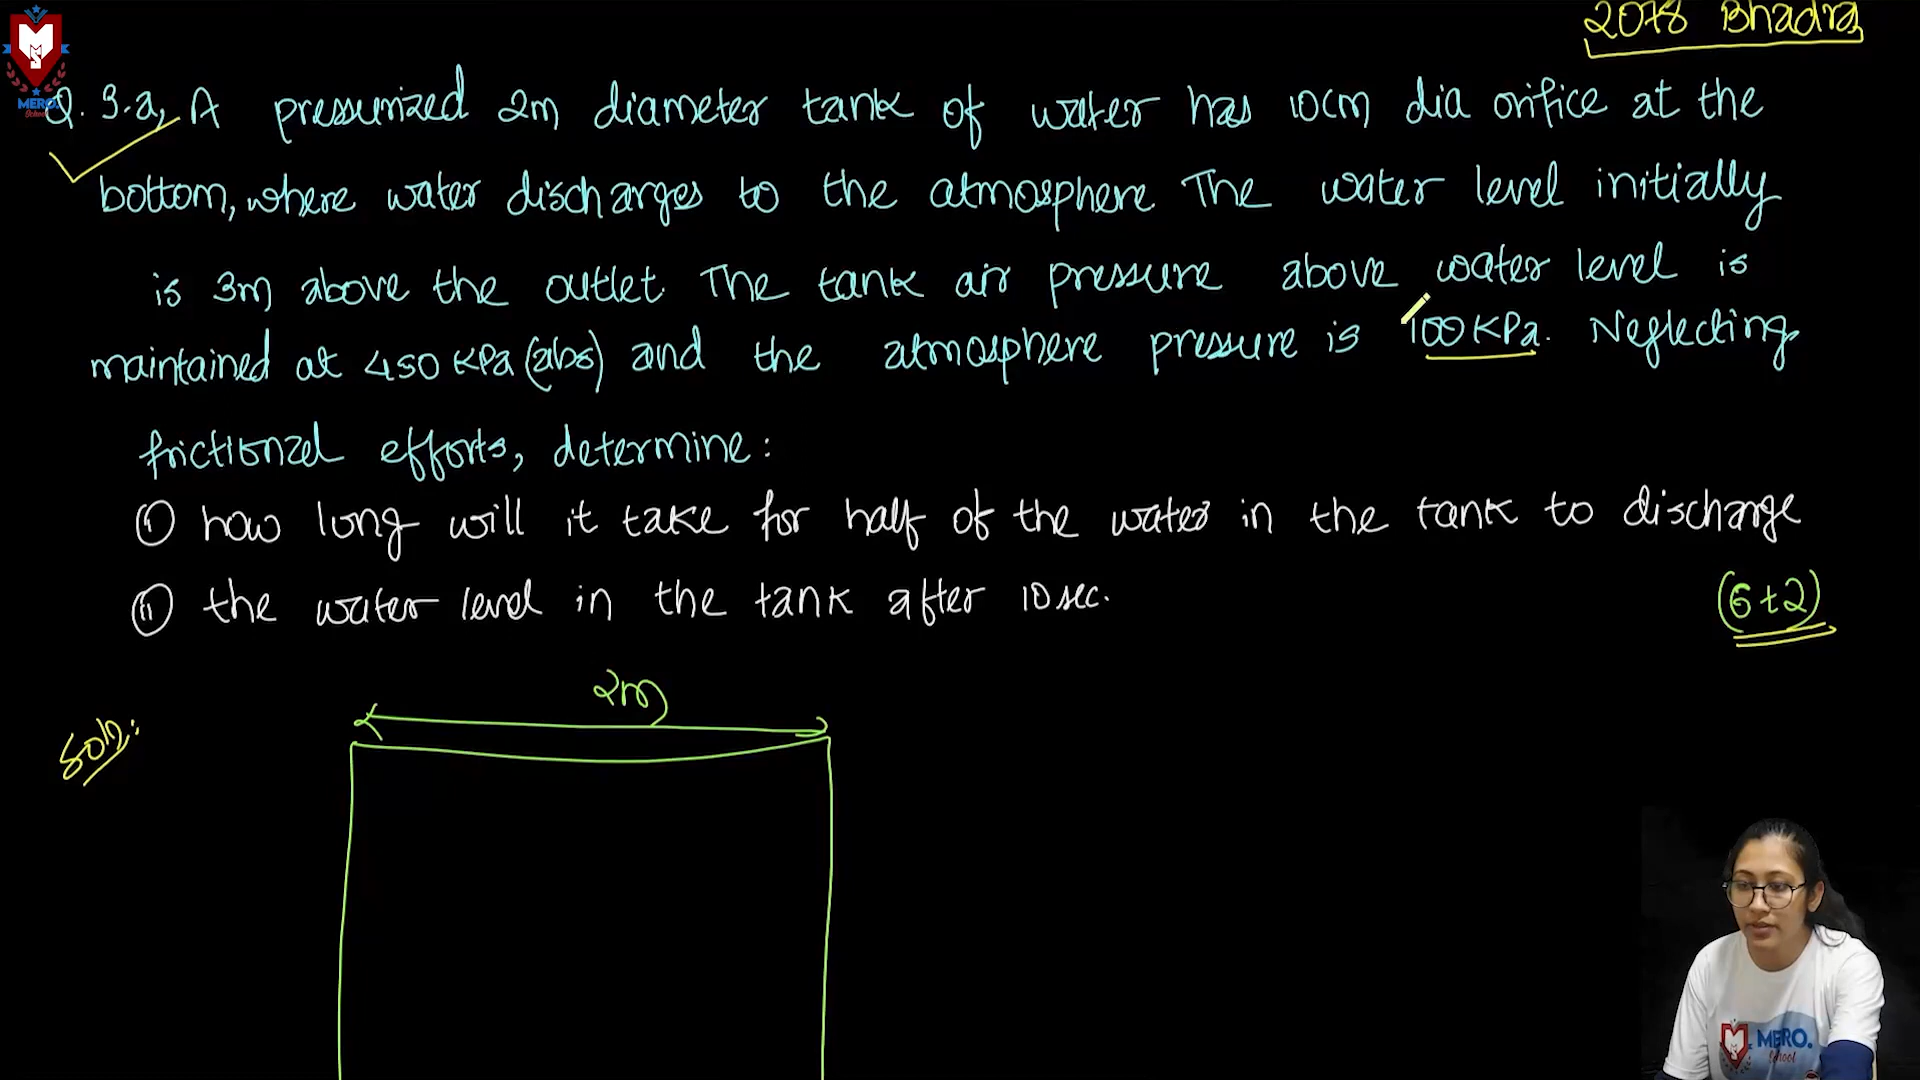 2078 Bhadra
Q. 3.a, A pressurized 2m diameter tank of water has 10cm dia orifice at the
bottom, where water discharges to the atmosphere The water level initially
is 3m above the outlet. The tank air pressure above water level is
maintained at 450 KPa (abs) and the atmosphere pressure is 100 KPa. Neglecting
frictional efforts, determine:
(i) how long will it take for half of the water in the tank to discharge
(ii) the water level in the tank after 10 sec.
(6+2)
2m
Soln:
MERO.
School
MERO.
School